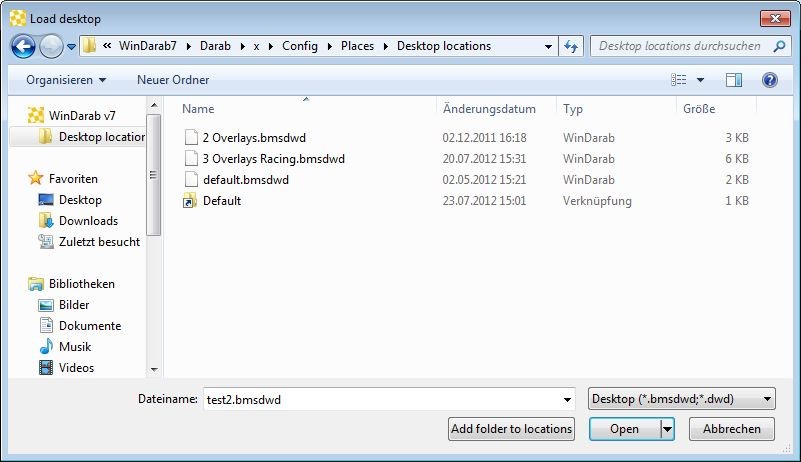 Load desktop
« WinDarab7 Darab x Config Places Desktop locations Desktop locations durchsuchen
Organisieren Neuer Ordner
WinDarab v7
Desktop location
Favoriten
Desktop
Downloads
Zuletzt besucht
Bibliotheken
Bilder
Dokumente
Musik
Videos
Name Änderungsdatum Typ Größe
2 Overlays.bmsdwd 02.12.2011 16:18 WinDarab 3 KB
3 Overlays Racing.bmsdwd 20.07.2012 15:31 WinDarab 6 KB
default.bmsdwd 02.05.2012 15:21 WinDarab 2 KB
Default 23.07.2012 15:01 Verknüpfung 1 KB
Dateiname: test2.bmsdwd Desktop (*.bmsdwd;*.dwd)
Add folder to locations Open Abbrechen